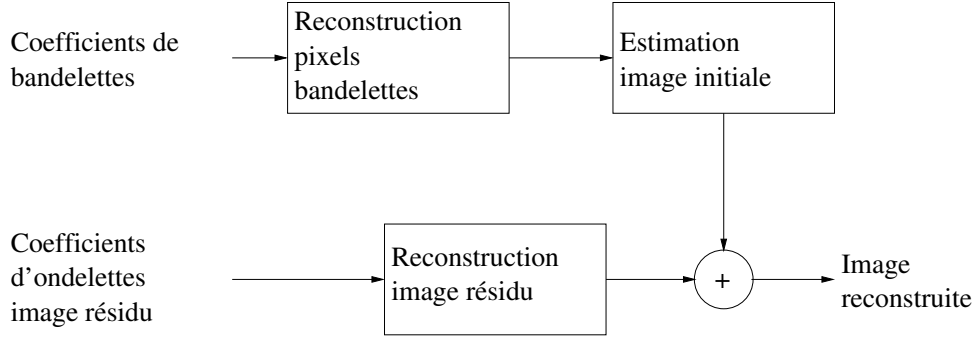 Coefficients de
bandelettes
Reconstruction
pixels
bandelettes
Estimation
image initiale
Coefficients
d'ondelettes
image résidu
Reconstruction
image résidu
+
Image
reconstruite